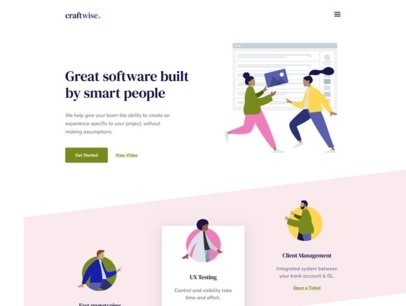 craftwise.
Great software built
by smart people
We help give your team the ability to create an
experience specific to your project, without
making assumptions.
Get Started
View Video
Client Management
Integrated system between
your bank account & GL.
Open a Ticket
UX Testing
Control and visibility take
time and effort.
Fast prototyping